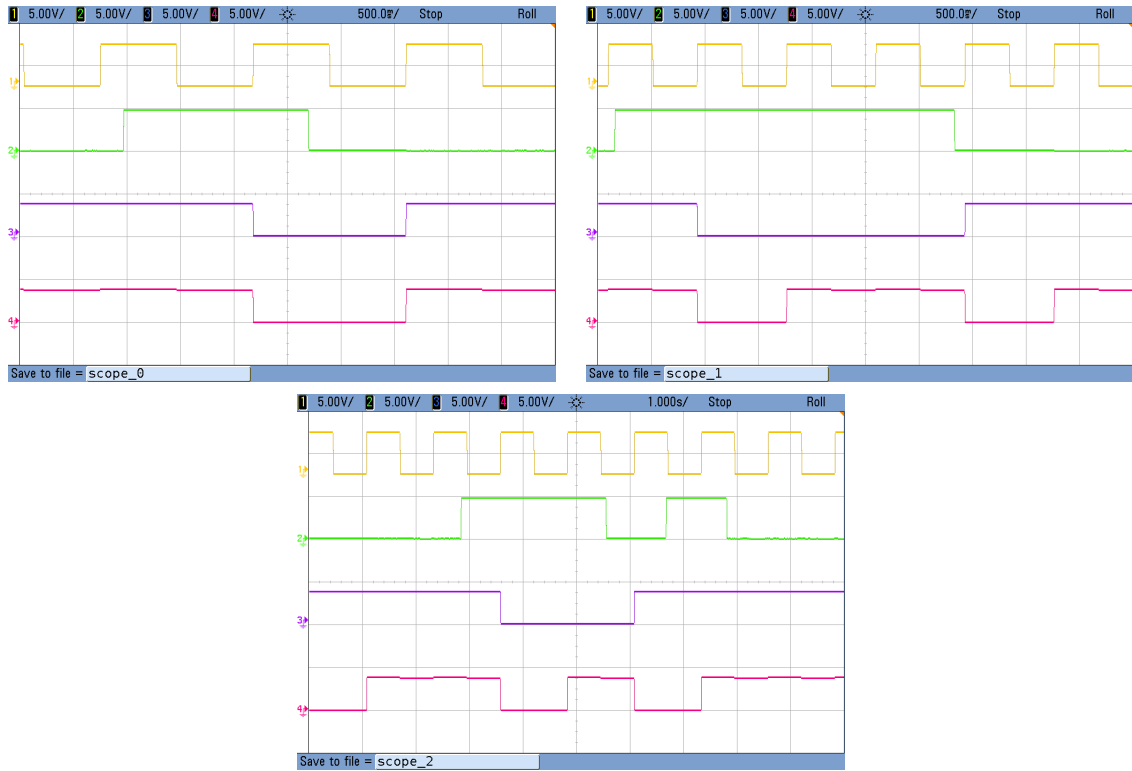 1 5.00V/ 2 5.00V/ 3 5.00V/ 4 5.00V/ 500.0m/ Stop Roll
1
2
3
4
Save to file = scope_0
1 5.00V/ 2 5.00V/ 3 5.00V/ 4 5.00V/ 500.0m/ Stop Roll
1
2
3
4
Save to file = scope_1
1 5.00V/ 2 5.00V/ 3 5.00V/ 4 5.00V/ 1.000s/ Stop Roll
1
2
3
4
Save to file = scope_2